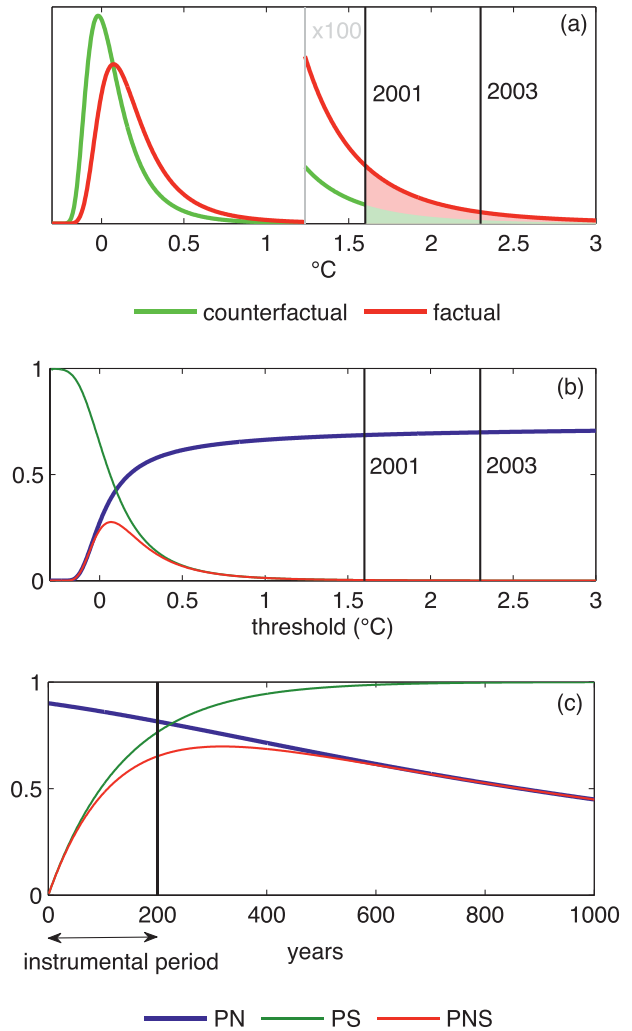 x100 (a)
2001 2003
0 0.5 1 1.5 2 2.5 3
°C
counterfactual factual
1 (b)
0.5 2001 2003
0
0 0.5 1 1.5 2 2.5 3
threshold (°C)
1 (c)
0.5
0
0 200 400 600 800 1000
years
instrumental period
PN PS PNS